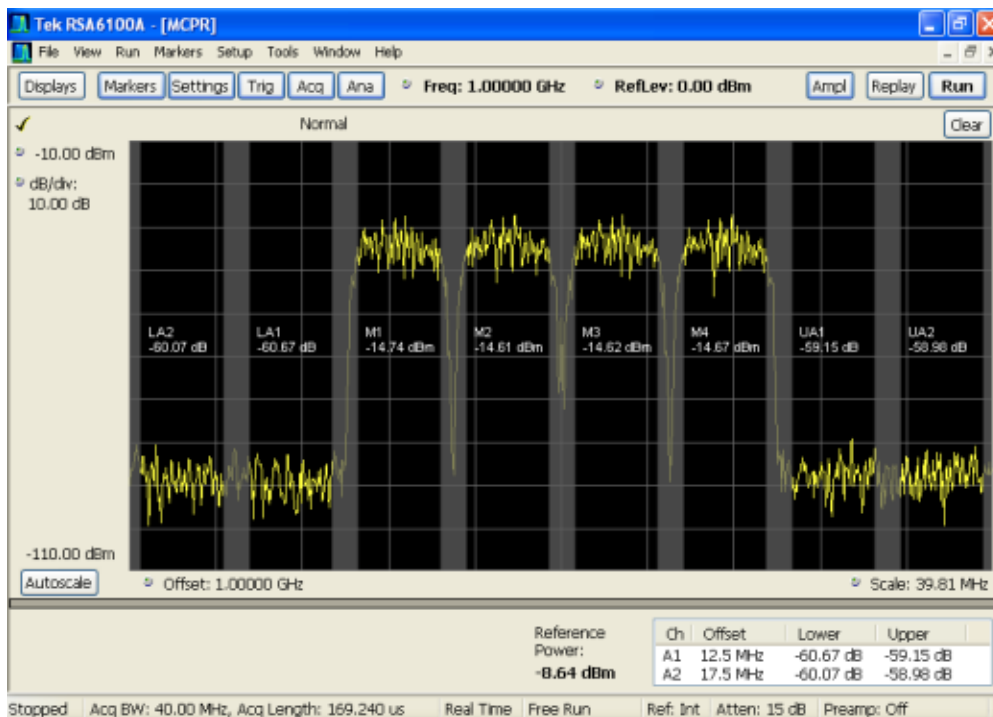 Tek RSA6100A - [MCPR]
File View Run Markers Setup Tools Window Help
Displays Markers Settings Trig Acq Ana Freq: 1.00000 GHz RefLev: 0.00 dBm Ampl Replay Run
Normal Clear
-10.00 dBm
dB/div:
10.00 dB
LA2 LA1 M1 M2 M3 M4 UA1 UA2
-60.07 dB -60.67 dB -14.74 dBm -14.61 dBm -14.62 dBm -14.67 dBm -59.15 dB -58.98 dB
-110.00 dBm
Autoscale Offset: 1.00000 GHz Scale: 39.81 MHz
Reference
Power:
-8.64 dBm
Ch Offset Lower Upper
A1 12.5 MHz -60.67 dB -59.15 dB
A2 17.5 MHz -60.07 dB -58.98 dB
Stopped Acq BW: 40.00 MHz, Acq Length: 169.240 us Real Time Free Run Ref: Int Atten: 15 dB Preamp: Off